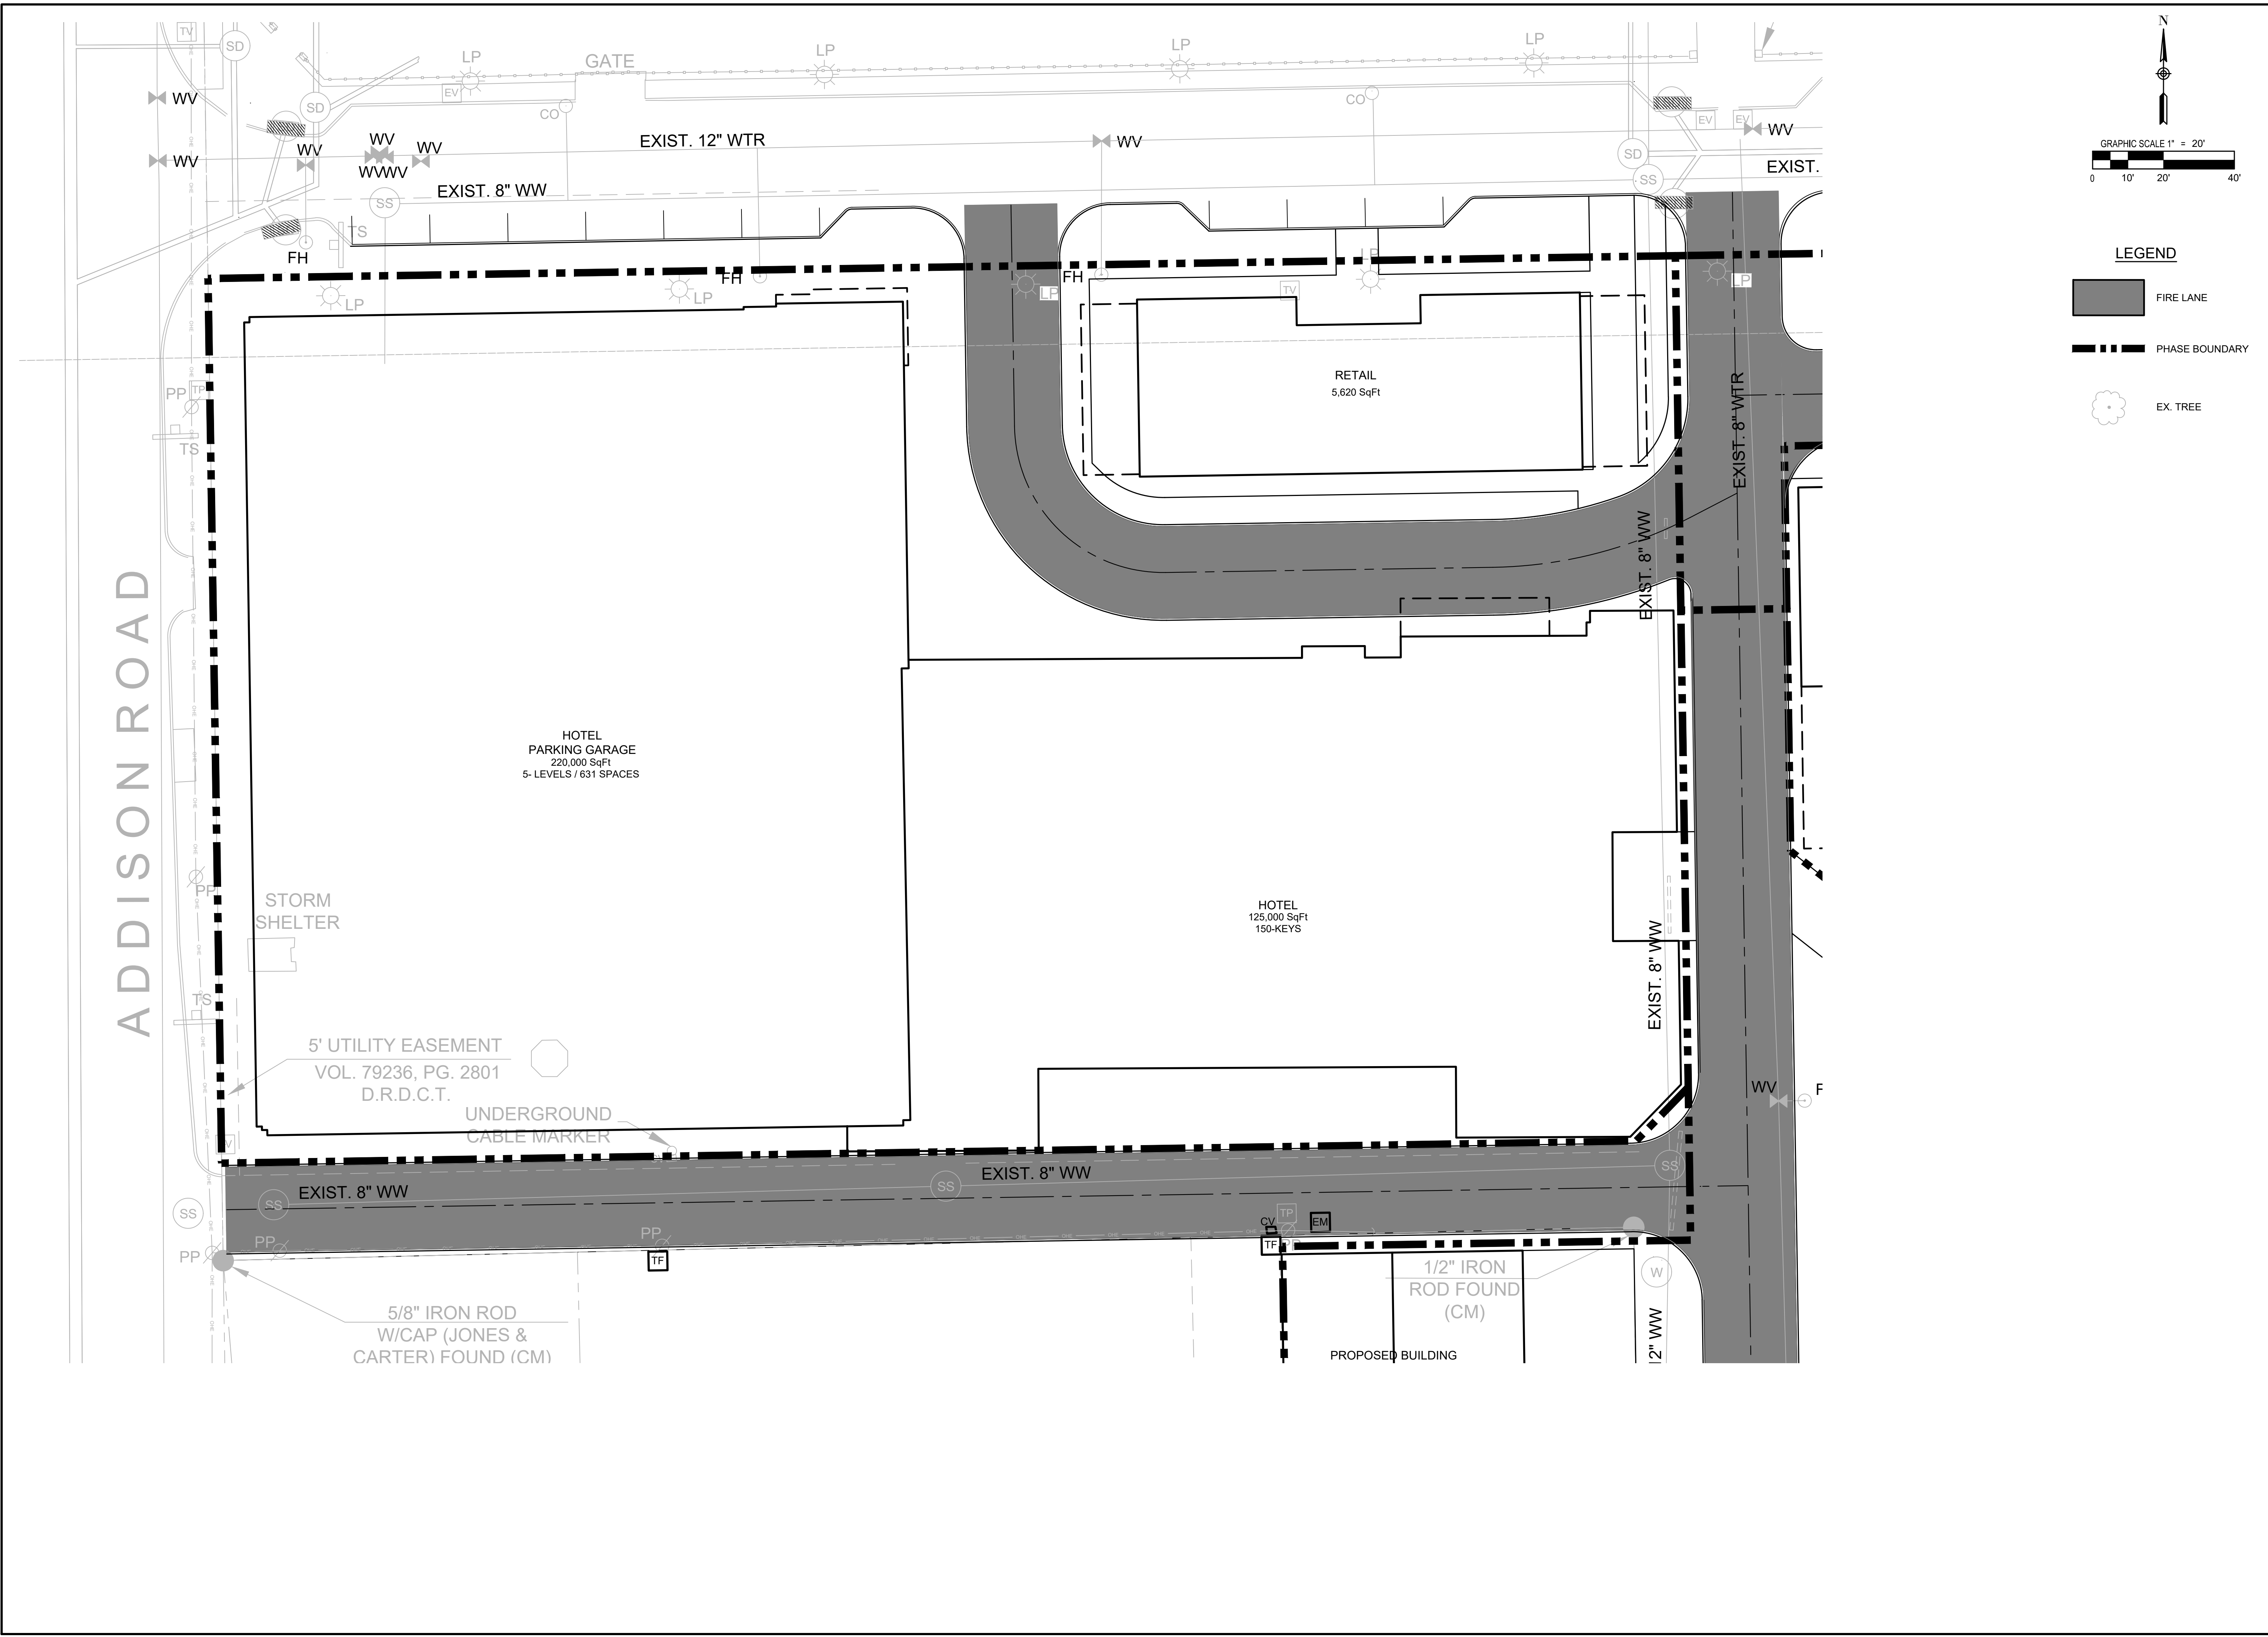 TV
SD
LP
LP
LP
LP
GATE
EV
SD
CO
CO
WV
EV
EV
WV
WV
WV
WV
WV
WVWV
WV
EXIST. 12" WTR
WV
SD
EXIST.
EXIST. 8" WW
SS
SS
TS
FH
FH
FH
LP
LP
LP
LP
LP
TV
RETAIL
5,620 SqFt
PP
TP
TS
EXIST. 8" WTR
EXIST. 8" WW
ADDISON ROAD
HOTEL
PARKING GARAGE
220,000 SqFt
5- LEVELS / 631 SPACES
PP
STORM
SHELTER
HOTEL
125,000 SqFt
150-KEYS
EXIST. 8" WW
TS
5' UTILITY EASEMENT
VOL. 79236, PG. 2801
D.R.D.C.T.
UNDERGROUND
CABLE MARKER
WV
SS
EXIST. 8" WW
EXIST. 8" WW
SS
SS
SS
PP
PP
PP
TF
CV
TP
EM
TF
PP
1/2" IRON
ROD FOUND
(CM)
W
5/8" IRON ROD
W/CAP (JONES &
CARTER) FOUND (CM)
PROPOSED BUILDING
12" WW
N
GRAPHIC SCALE 1" = 20'
0 10' 20' 40'
LEGEND
FIRE LANE
PHASE BOUNDARY
EX. TREE